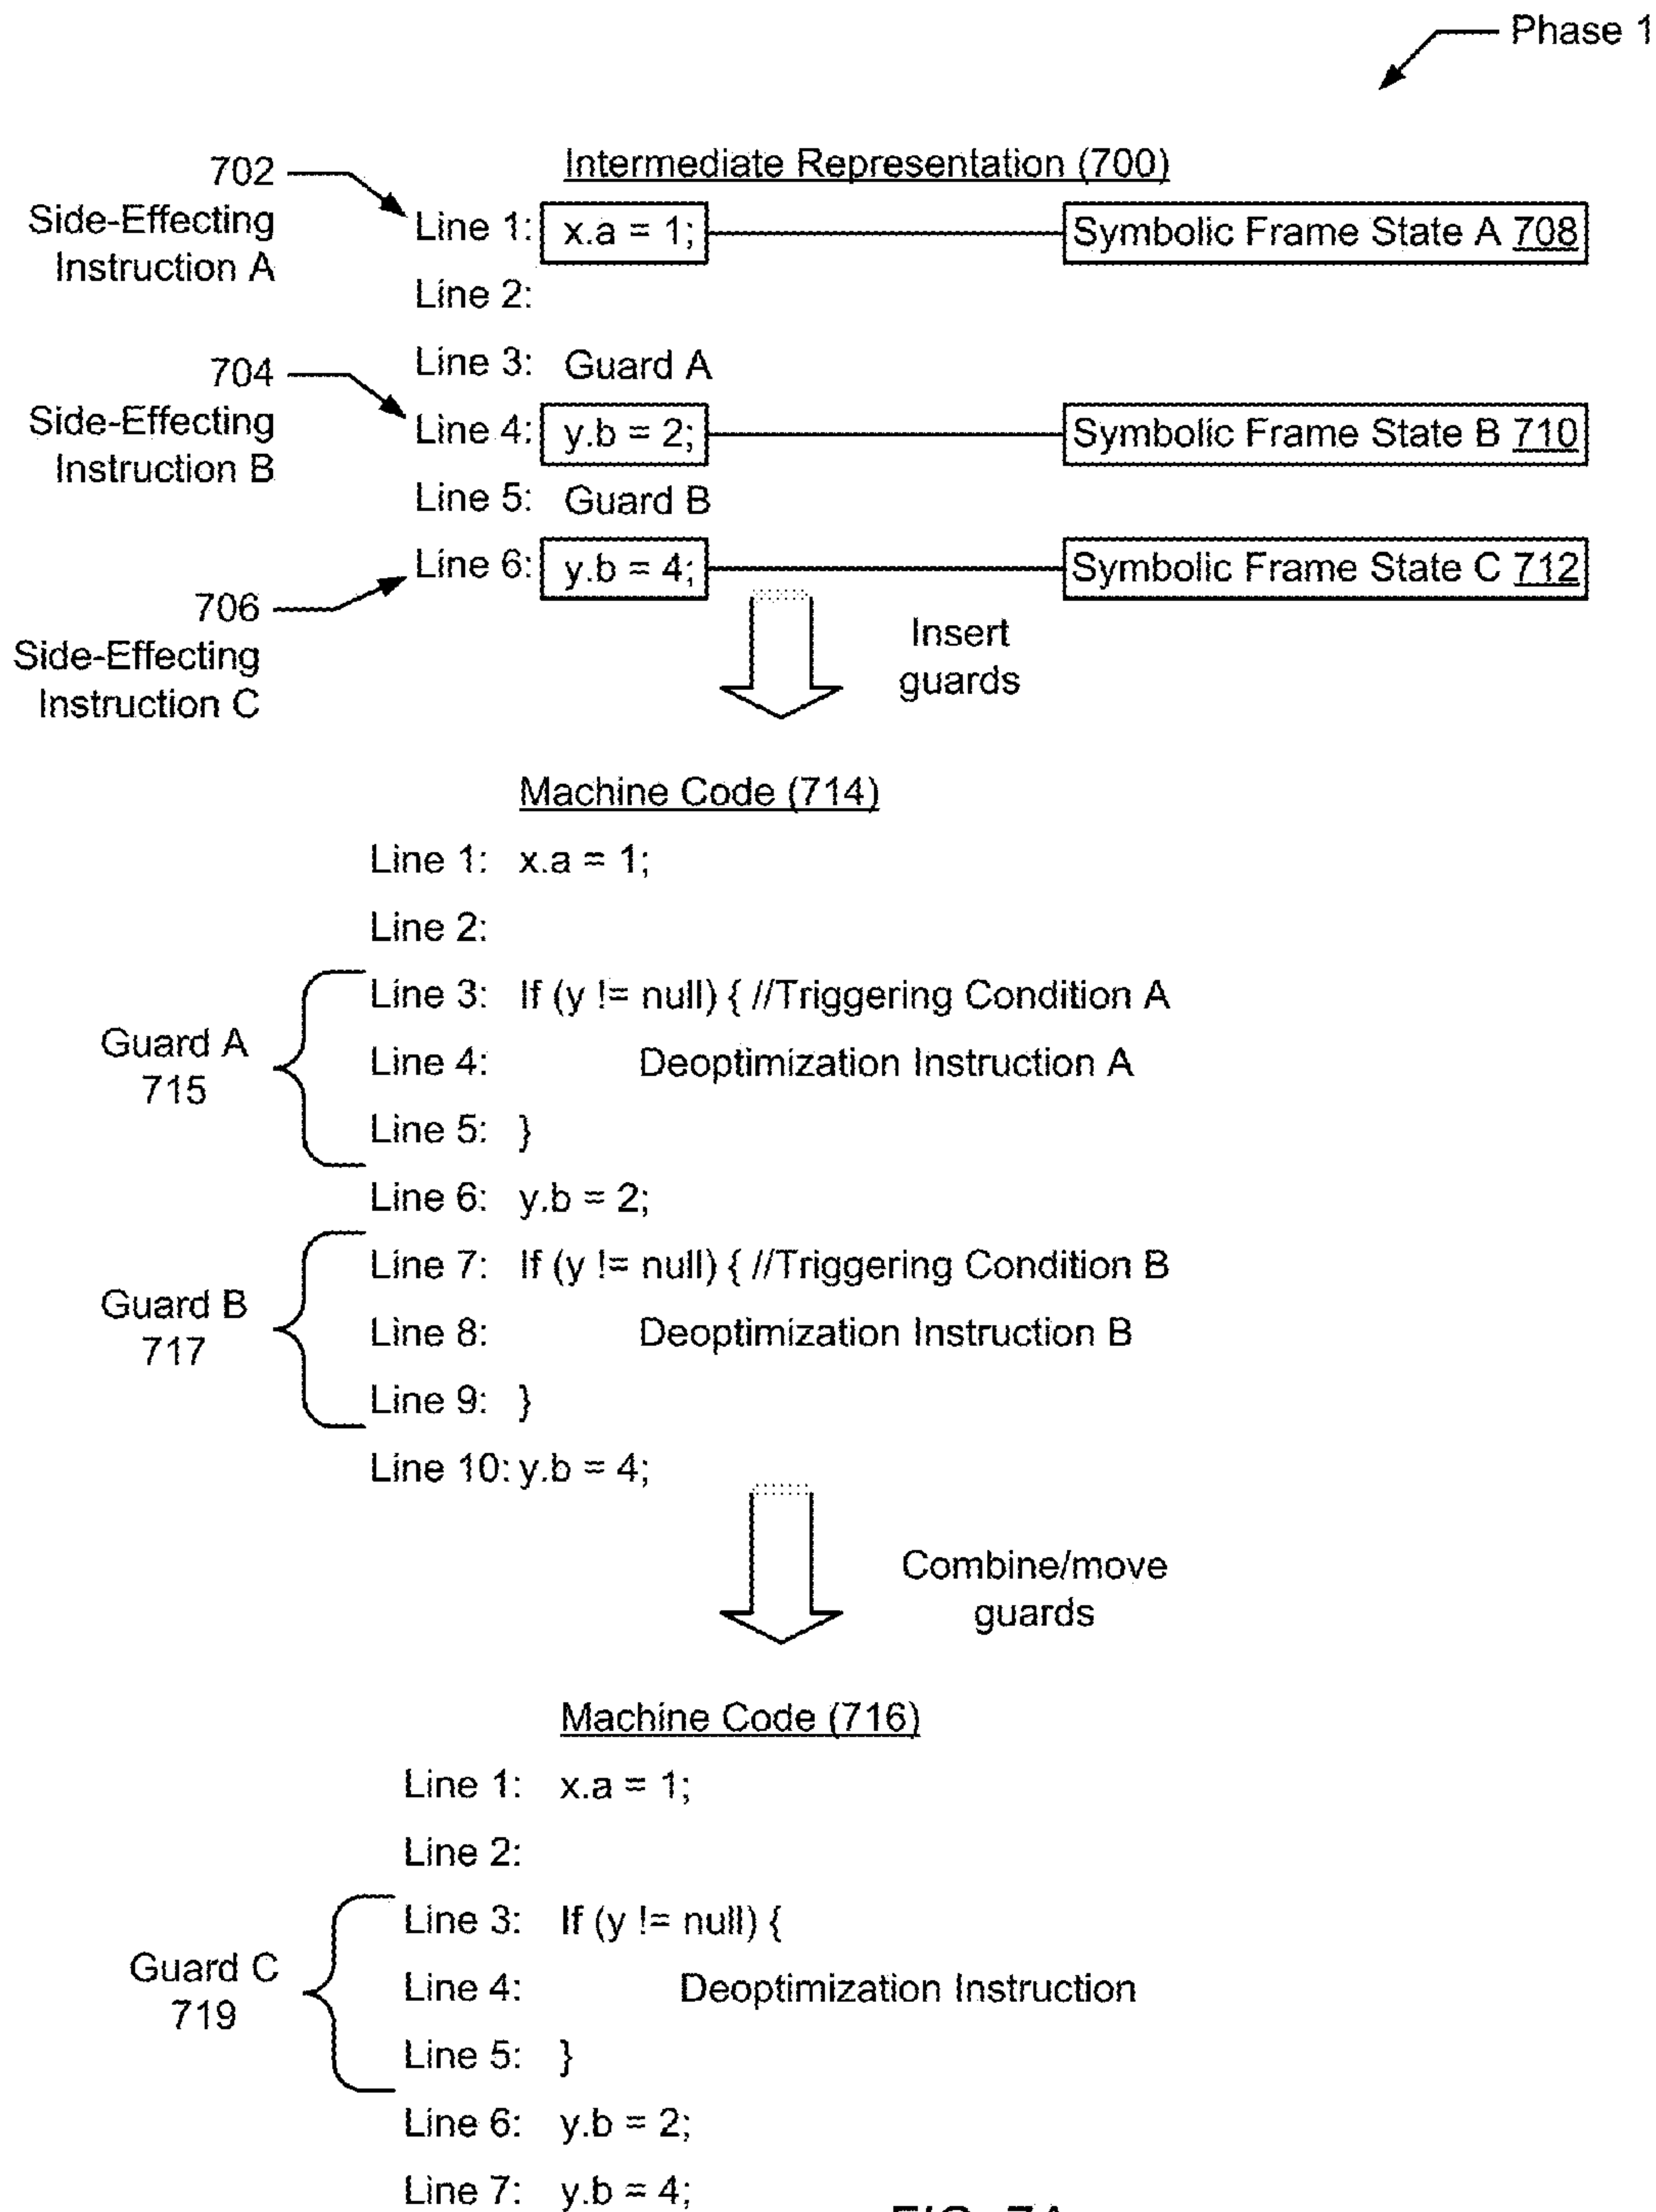 Phase 1
Intermediate Representation (700)
702
Side-Effecting
Instruction A
Line 1: x.a = 1; Symbolic Frame State A 708
Line 2:
Line 3: Guard A
704
Side-Effecting
Instruction B
Line 4: y.b = 2; Symbolic Frame State B 710
Line 5: Guard B
Line 6: y.b = 4; Symbolic Frame State C 712
706
Side-Effecting
Instruction C
Insert
guards
Machine Code (714)
Line 1: x.a = 1;
Line 2:
Guard A
715
Line 3: If (y != null) { //Triggering Condition A
Line 4: Deoptimization Instruction A
Line 5: }
Line 6: y.b = 2;
Guard B
717
Line 7: If (y != null) { //Triggering Condition B
Line 8: Deoptimization Instruction B
Line 9: }
Line 10: y.b = 4;
Combine/move
guards
Machine Code (716)
Line 1: x.a = 1;
Line 2:
Guard C
719
Line 3: If (y != null) {
Line 4: Deoptimization Instruction
Line 5: }
Line 6: y.b = 2;
Line 7: y.b = 4;